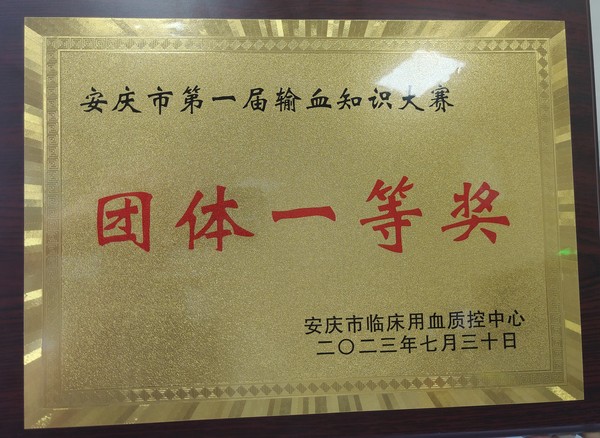 安庆市第一届输血知识大赛
团体一等奖
安庆市临床用血质控中心
二〇二三年七月三十日